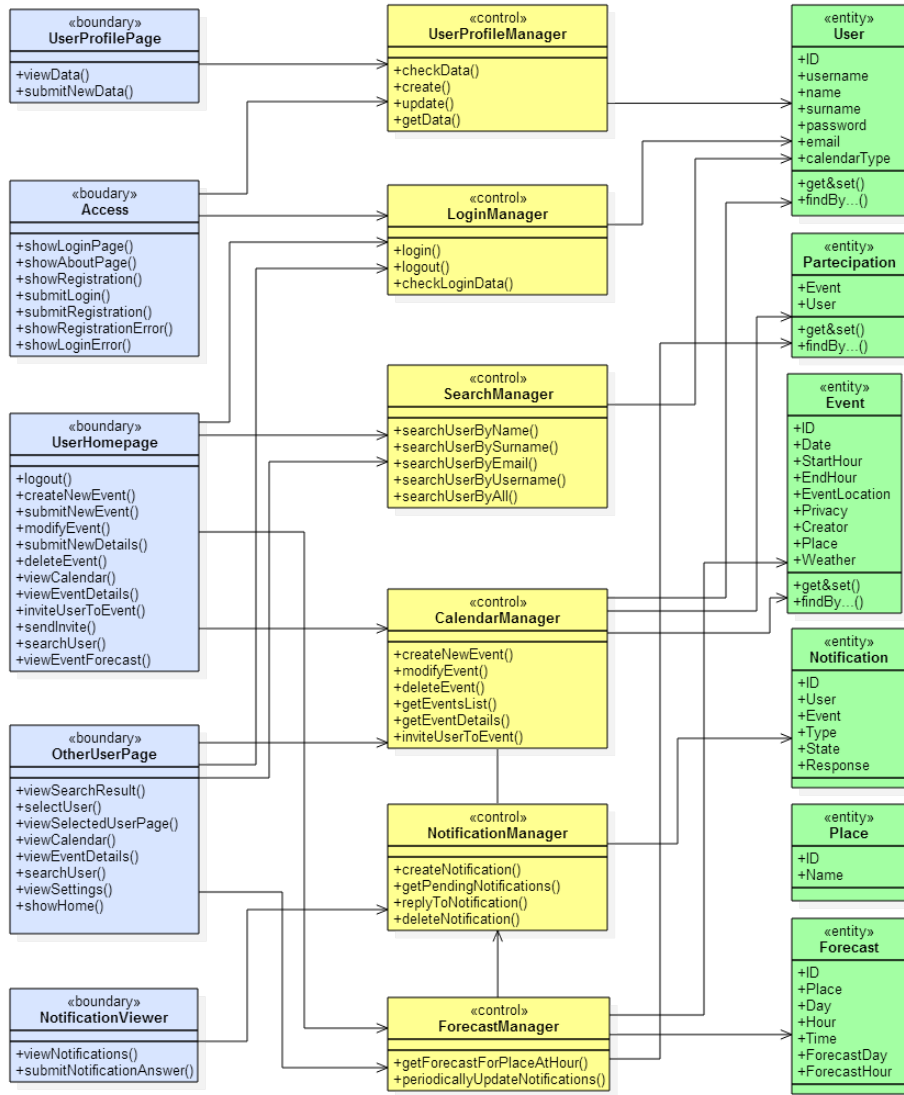 «boundary»
UserProfilePage
+viewData()
+submitNewData()
«boudary»
Access
+showLoginPage()
+showAboutPage()
+showRegistration()
+submitLogin()
+submitRegistration()
+showRegistrationError()
+showLoginError()
«boundary»
UserHomepage
+logout()
+createNewEvent()
+submitNewEvent()
+modifyEvent()
+submitNewDetails()
+deleteEvent()
+viewCalendar()
+viewEventDetails()
+inviteUserToEvent()
+sendInvite()
+searchUser()
+viewEventForecast()
«boundary»
OtherUserPage
+viewSearchResult()
+selectUser()
+viewSelectedUserPage()
+viewCalendar()
+viewEventDetails()
+searchUser()
+viewSettings()
+showHome()
«boundary»
NotificationViewer
+viewNotifications()
+submitNotificationAnswer()
«control»
UserProfileManager
+checkData()
+create()
+update()
+getData()
«control»
LoginManager
+login()
+logout()
+checkLoginData()
«control»
SearchManager
+searchUserByName()
+searchUserBySurname()
+searchUserByEmail()
+searchUserByUsername()
+searchUserByAll()
«control»
CalendarManager
+createNewEvent()
+modifyEvent()
+deleteEvent()
+getEventsList()
+getEventDetails()
+inviteUserToEvent()
«control»
NotificationManager
+createNotification()
+getPendingNotifications()
+replyToNotification()
+deleteNotification()
«control»
ForecastManager
+getForecastForPlaceAtHour()
+periodicallyUpdateNotifications()
«entity»
User
+ID
+username
+name
+surname
+password
+email
+calendarType
+get&set()
+findBy...()
«entity»
Partecipation
+Event
+User
+get&set()
+findBy...()
«entity»
Event
+ID
+Date
+StartHour
+EndHour
+EventLocation
+Privacy
+Creator
+Place
+Weather
+get&set()
+findBy...()
«entity»
Notification
+ID
+User
+Event
+Type
+State
+Response
«entity»
Place
+ID
+Name
«entity»
Forecast
+ID
+Place
+Day
+Hour
+Time
+ForecastDay
+ForecastHour